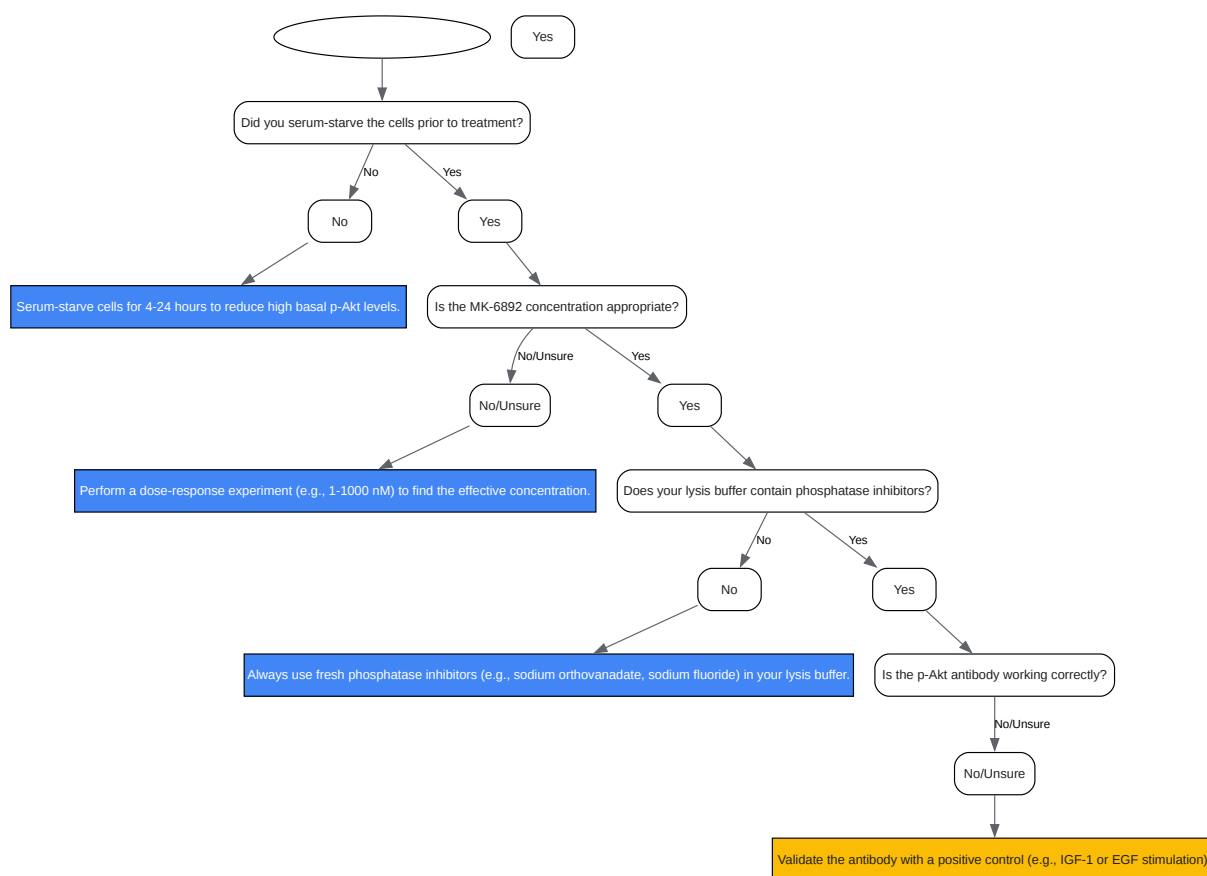 Yes
Did you serum-starve the cells prior to treatment?
No
Yes
No
Yes
Serum-starve cells for 4-24 hours to reduce high basal p-Akt levels.
Is the MK-6892 concentration appropriate?
No/Unsure
Yes
No/Unsure
Yes
Perform a dose-response experiment (e.g., 1-1000 nM) to find the effective concentration.
Does your lysis buffer contain phosphatase inhibitors?
No
Yes
No
Yes
Always use fresh phosphatase inhibitors (e.g., sodium orthovanadate, sodium fluoride) in your lysis buffer.
Is the p-Akt antibody working correctly?
No/Unsure
No/Unsure
Validate the antibody with a positive control (e.g., IGF-1 or EGF stimulation)